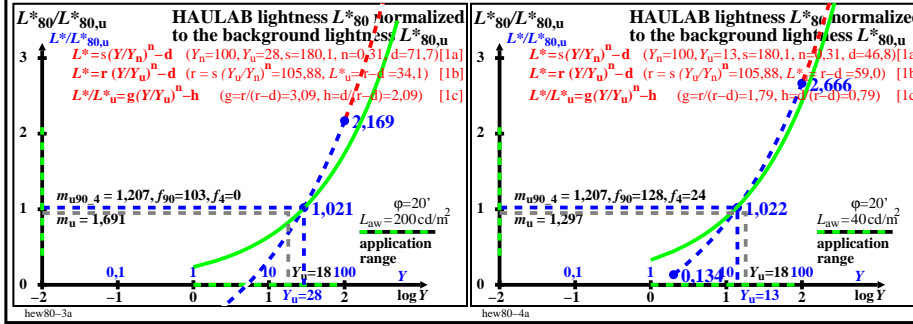 L*80/L*80,u
HAULAB lightness L*80 normalized
L*/L*80,u
to the background lightness L*80,u
L*=s(Y/Yn)^n−d (Yn=100, Yu=28, s=180,1, n=0,31, d=71,7)[1a]
L*=r(Y/Yu)^n−d (r = s(Yu/Yn)^n=105,88, L*u=r−d=34,1) [1b]
L*/L*u=g(Y/Yu)^n−h (g=r/(r−d)=3,09, h=d/(r−d)=2,09) [1c]
2,169
2
mu90_4 = 1,207, f90=103, f4=0
mu = 1,691
φ=20'
Law=200cd/m2
1
1,021
application
range
0,1 1 10 Yu=18 100 Y
0
−2 −1 0 1 Yu=28 2 log Y
hew80-3a
L*80/L*80,u
HAULAB lightness L*80 normalized
L*/L*80,u
to the background lightness L*80,u
L*=s(Y/Yn)^n−d (Yn=100, Yu=13, s=180,1, n=0,31, d=46,8)[1a]
L*=r(Y/Yu)^n−d (r = s(Yu/Yn)^n=105,88, L*u=r−d=59,0) [1b]
L*/L*u=g(Y/Yu)^n−h (g=r/(r−d)=1,79, h=d/(r−d)=0,79) [1c
2,666
2
mu90_4 = 1,207, f90=128, f4=24
mu = 1,297
φ=20'
Law=40cd/m2
1
1,022
application
range
0,134
0,1 1 10 Yu=18 100 Y
0
−2 −1 0 1 Yu=13 2 log Y
hew80-4a